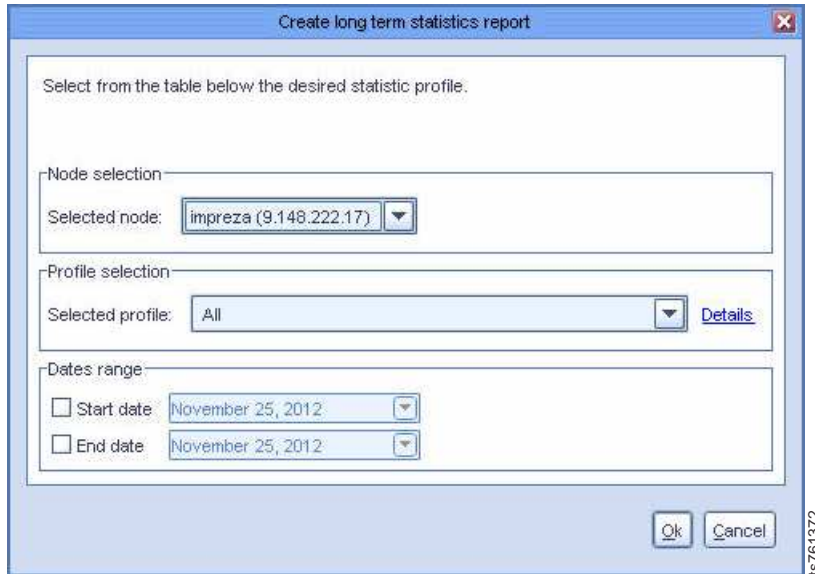 Create long term statistics report
Select from the table below the desired statistic profile.
Node selection
Selected node: impreza (9.148.222.17)
Profile selection
Selected profile: All Details
Dates range
Start date November 25, 2012
End date November 25, 2012
Ok Cancel